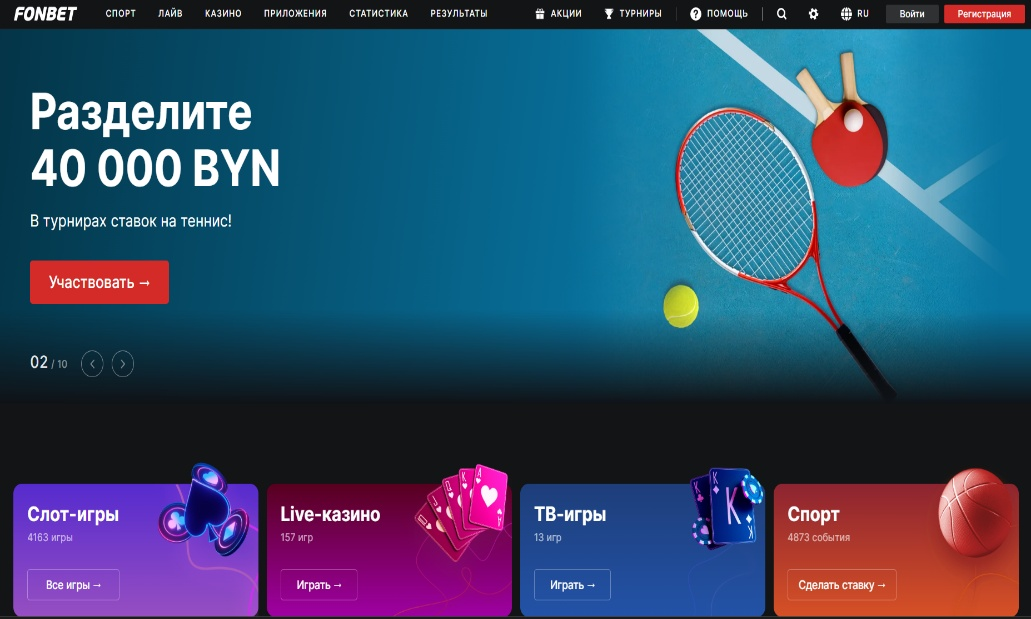 FONBET СПОРТ ЛАЙВ КАЗИНО ПРИЛОЖЕНИЯ СТАТИСТИКА РЕЗУЛЬТАТЫ АКЦИИ ТУРНИРЫ ПОМОЩЬ RU Войти Регистрация
Разделите
40 000 BYN
В турнирах ставок на теннис!
Участвовать →
02 / 10
Слот-игры
4163 игры
Все игры →
Live-казино
157 игр
Играть →
ТВ-игры
13 игр
Играть →
Спорт
4873 события
Сделать ставку →